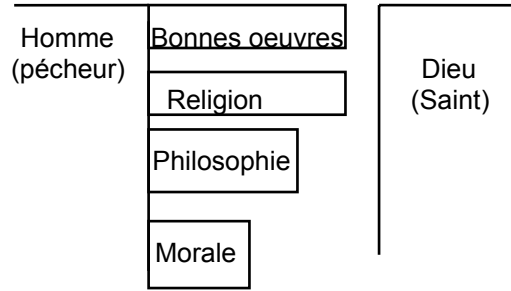 Homme
(pécheur)
Bonnes oeuvres
Religion
Philosophie
Morale
Dieu
(Saint)